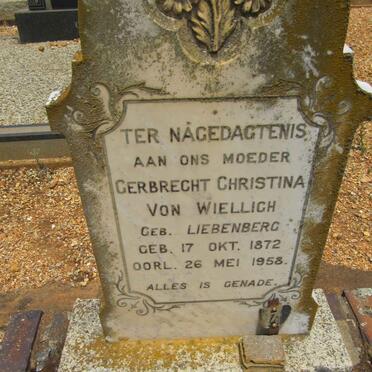 TER NAGEDAGTENIS
AAN ONS MOEDER
GERBRECHT CHRISTINA
VON WIELLIGH
GEB. LIEBENBERG
GEB. 17 OKT. 1872
OORL. 26 MEI 1958.
ALLES IS GENADE.